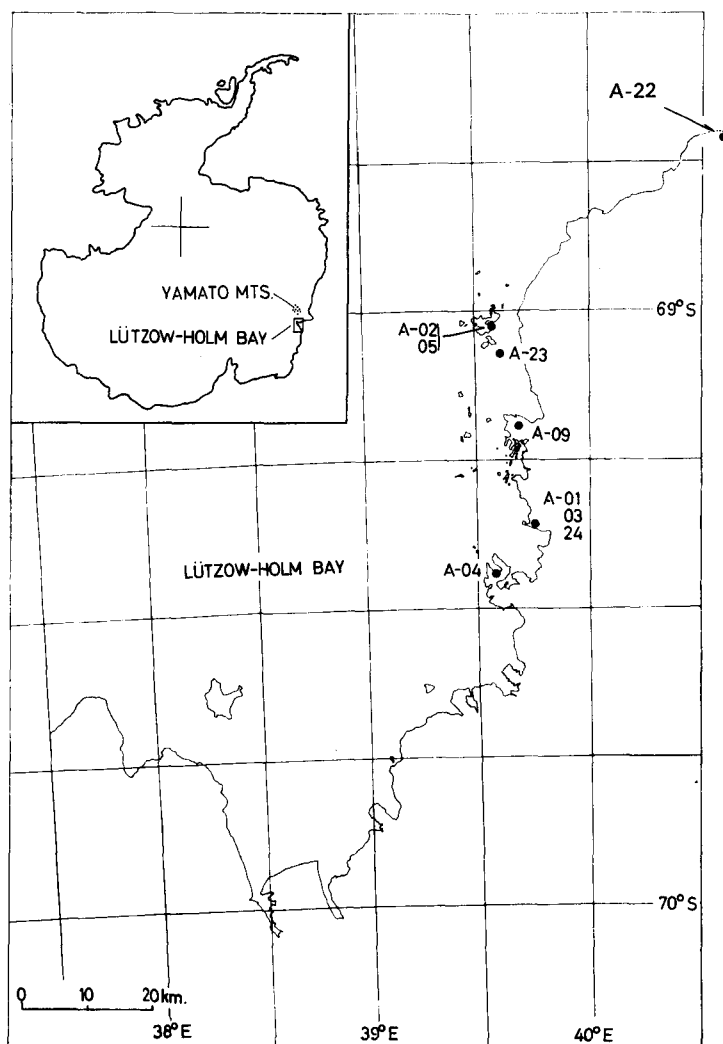 A-22
YAMATO MTS.
LÜTZOW-HOLM BAY
69°S
A-02
05
A-23
A-09
A-01
03
24
LÜTZOW-HOLM BAY
A-04
70°S
0 10 20km.
38°E 39°E 40°E